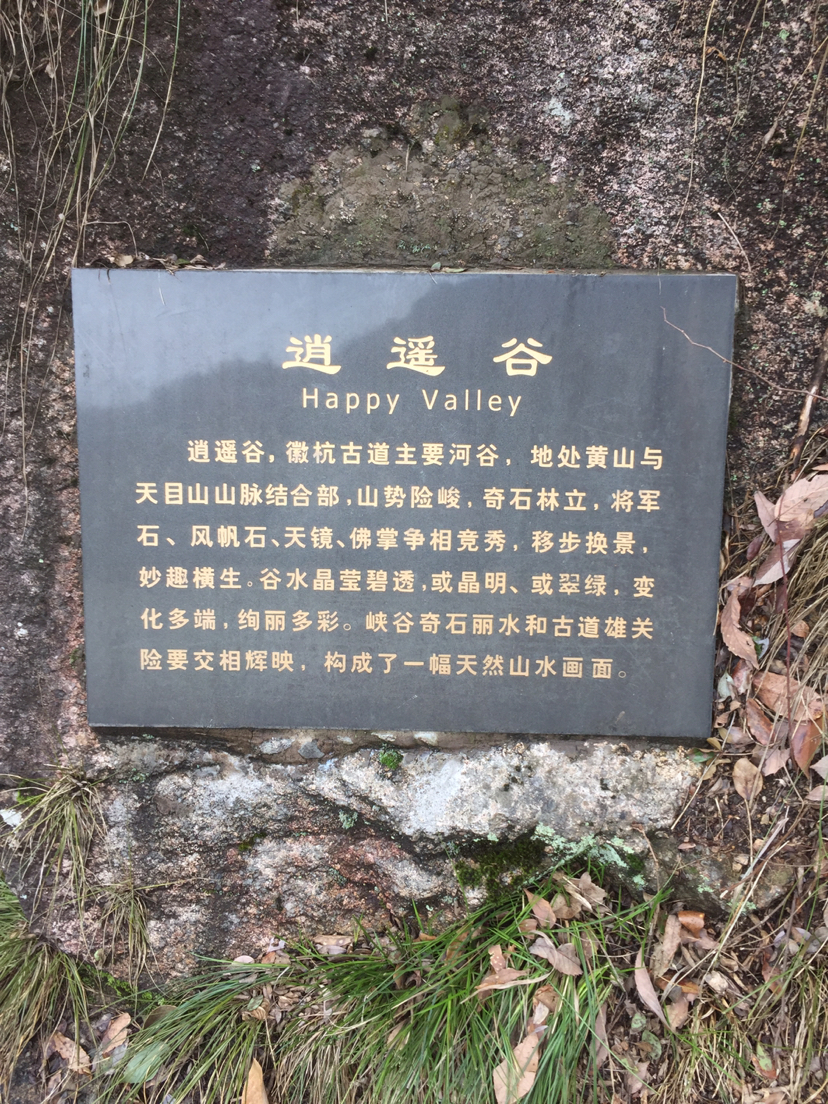 逍遥谷
Happy Valley
逍遥谷，徽杭古道主要河谷，地处黄山与
天目山山脉结合部，山势险峻，奇石林立，将军
石、风帆石、天镜、佛掌争相竞秀，移步换景，
妙趣横生。谷水晶莹碧透，或晶明、或翠绿，变
化多端，绚丽多彩。峡谷奇石丽水和古道雄关
险要交相辉映，构成了一幅天然山水画面。